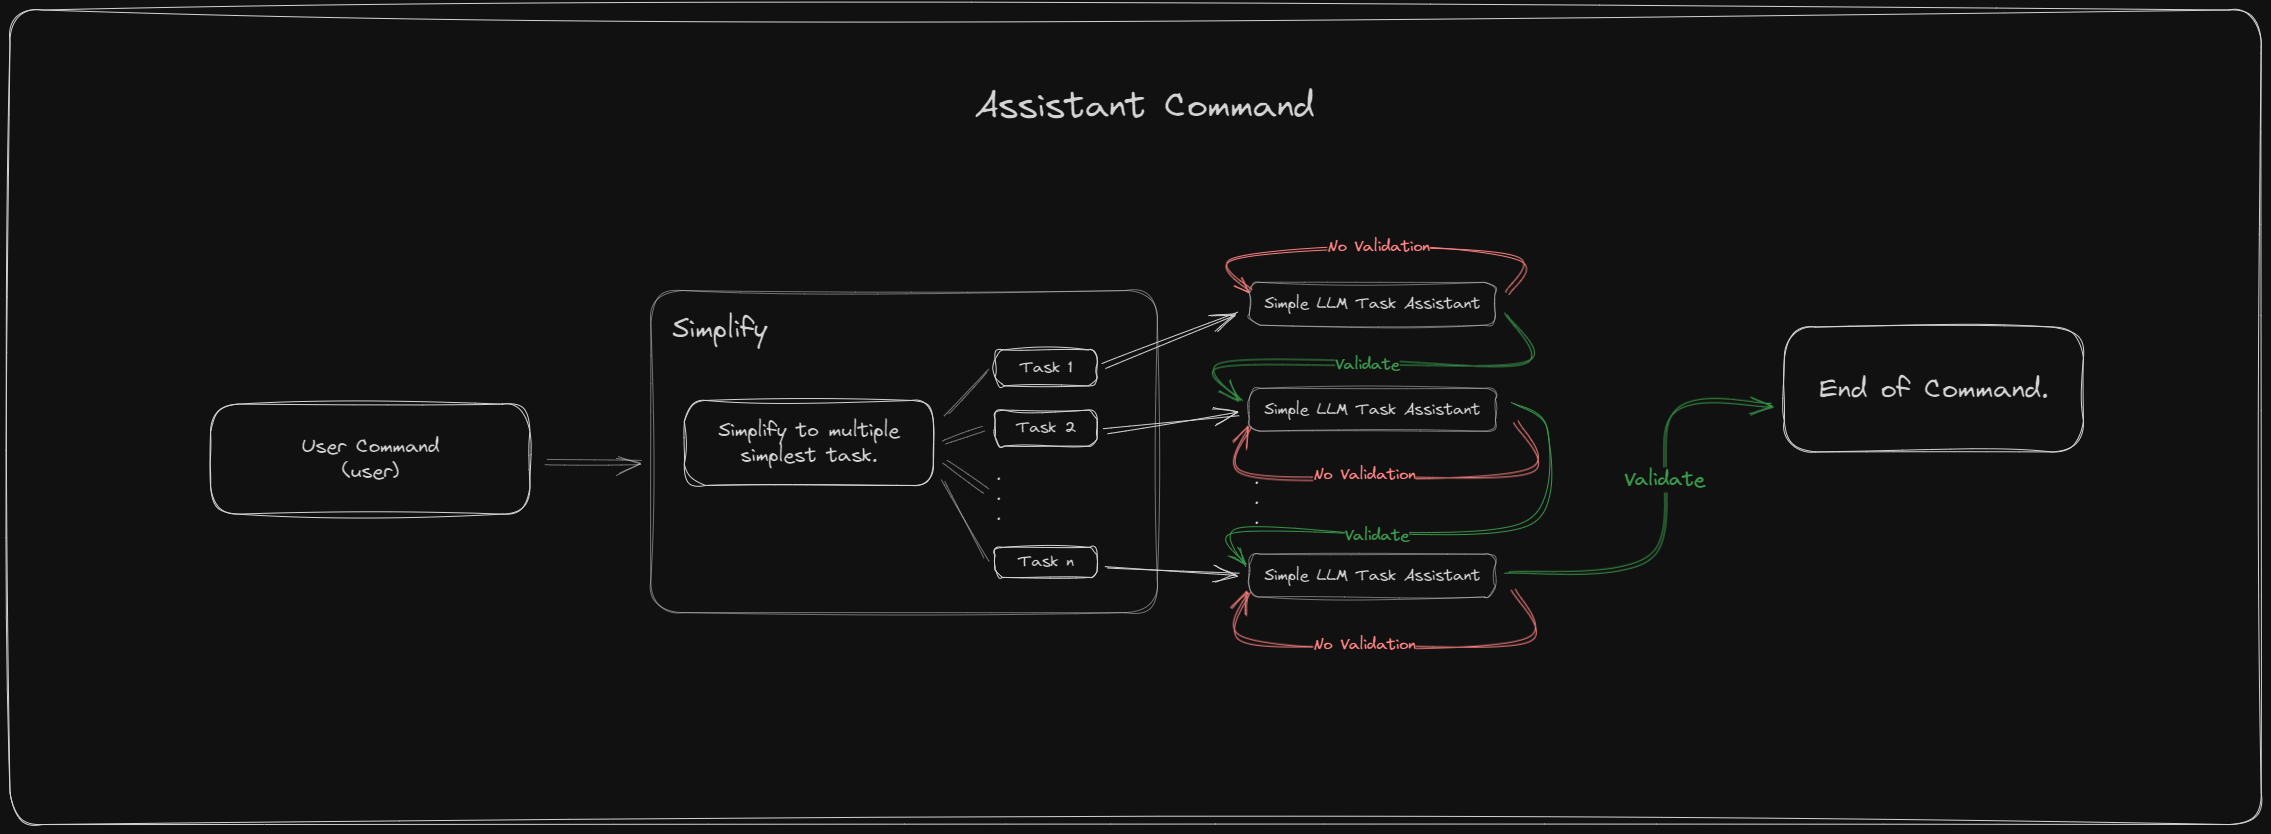 Assistant Command
User Command
(user)
Simplify
Simplify to multiple
simplest task.
Task 1
Task 2
.
.
.
Task n
No Validation
Simple LLM Task Assistant
Validate
Simple LLM Task Assistant
No Validation
.
.
.
Validate
Simple LLM Task Assistant
No Validation
Validate
End of Command.